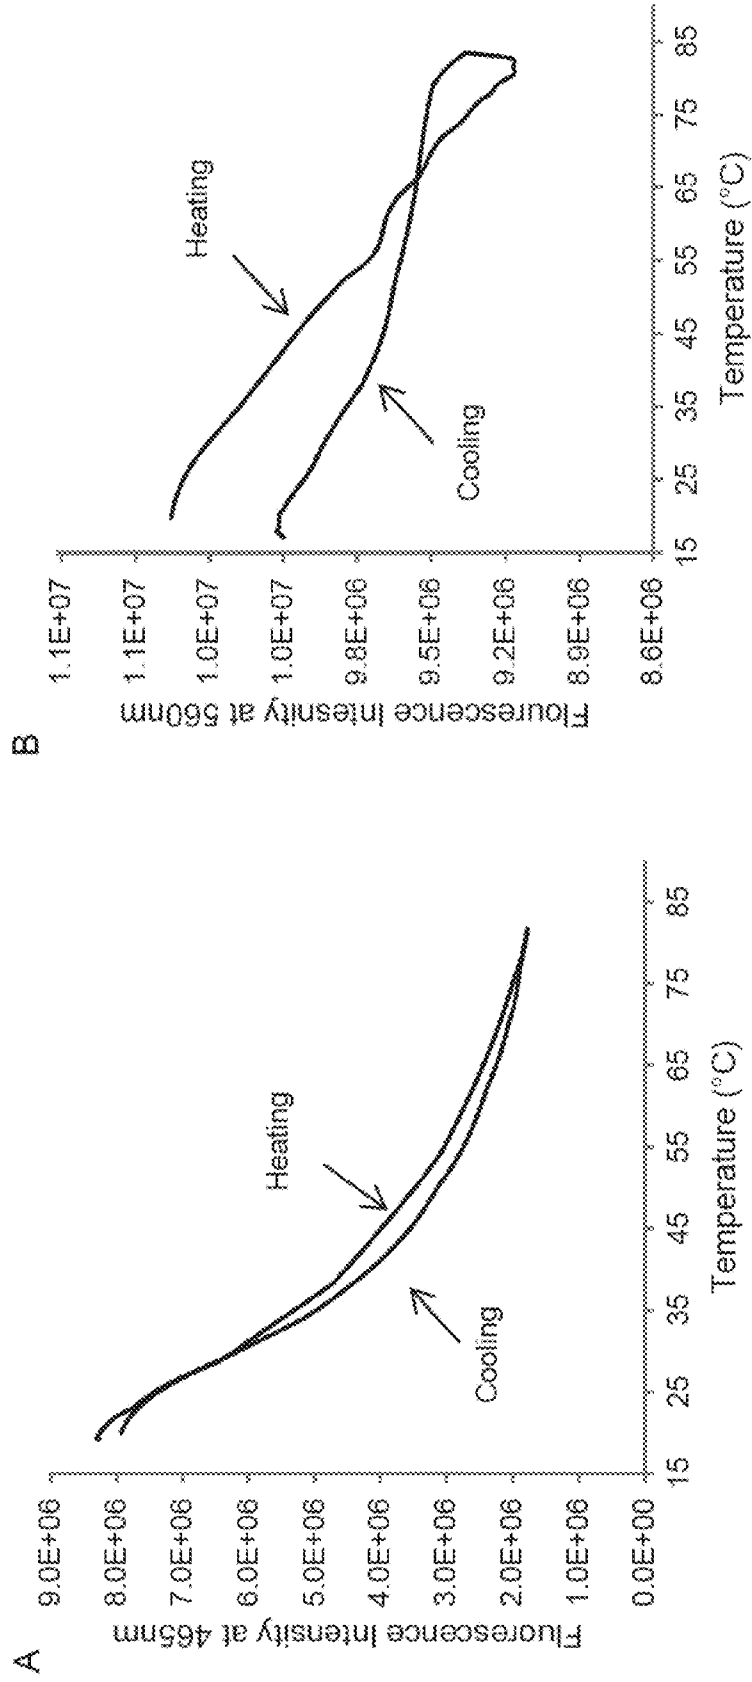 A
Fluorescence Intensity at 465nm
9.0E+06
8.0E+06
7.0E+06
6.0E+06
5.0E+06
4.0E+06
3.0E+06
2.0E+06
1.0E+06
0.0E+00
Heating
Cooling
15 25 35 45 55 65 75 85
Temperature (°C)
B
Flourescence Intesnity at 560nm
1.1E+07
1.1E+07
1.0E+07
1.0E+07
9.8E+06
9.5E+06
9.2E+06
8.9E+06
8.6E+06
Heating
Cooling
15 25 35 45 55 65 75 85
Temperature (°C)